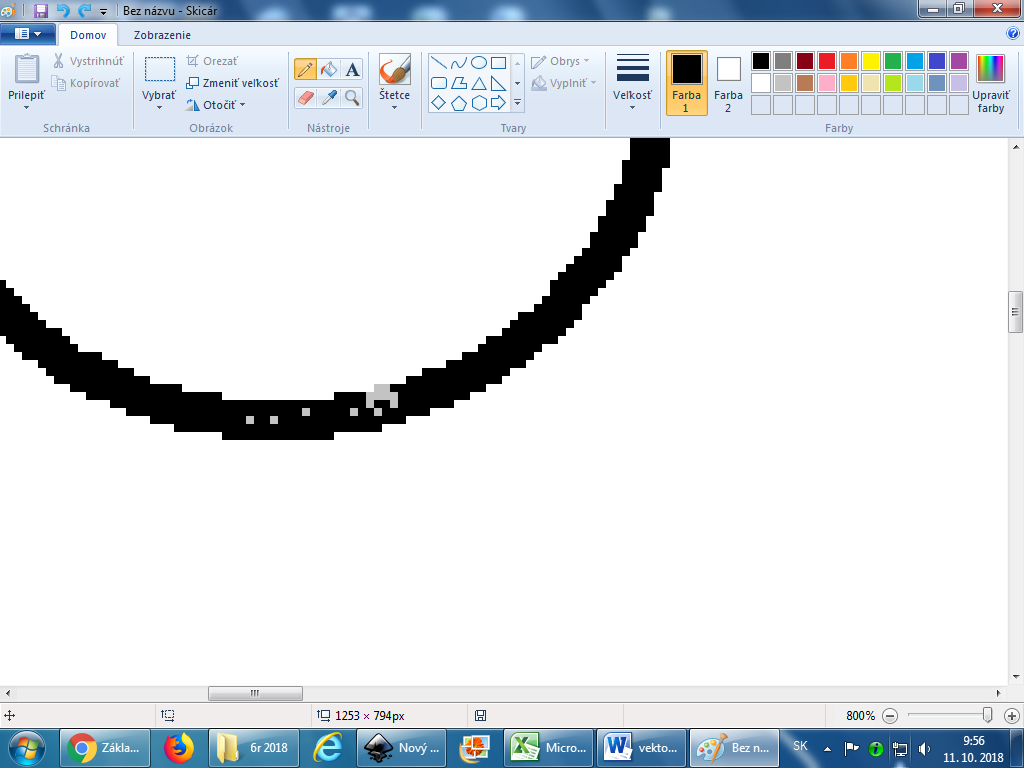 Bez názvu - Skicár
Domov
Zobrazenie
Prilepiť
Vystrihnúť
Kopírovať
Schránka
Vybrať
Orezať
Zmeniť veľkosť
Otočiť
Obrázok
A
Nástroje
Štetce
Obrys
Vyplniť
Tvary
Veľkosť
Farba
1
Farba
2
Upraviť
farby
Farby
1253 × 794px
800%
Zákla...
6r 2018
Nový ...
Micro...
vekto...
Bez n...
SK
9:56
11. 10. 2018